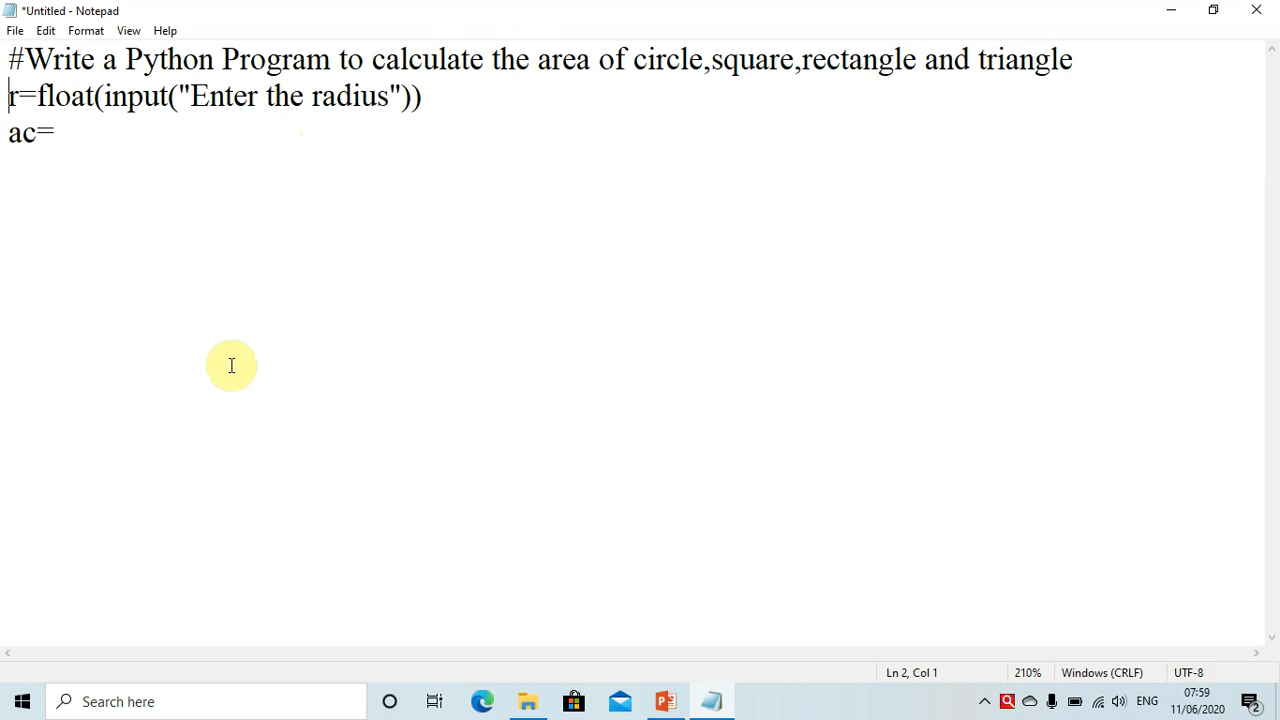 *Untitled - Notepad
File Edit Format View Help
#Write a Python Program to calculate the area of circle,square,rectangle and triangle
r=float(input("Enter the radius"))
ac=
Ln 2, Col 1 210% Windows (CRLF) UTF-8
Search here
ENG
07:59
11/06/2020
2